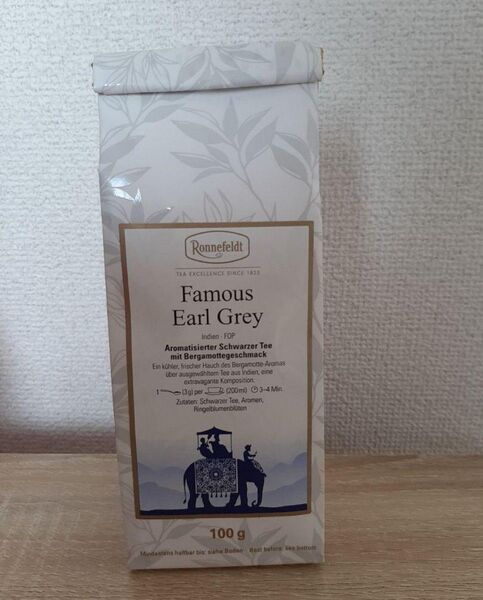 Ronnefeldt
TEA EXCELLENCE SINCE 1823
Famous
Earl Grey
Indien · FOP
Aromatisierter Schwarzer Tee
mit Bergamottegeschmack
Ein kühler, frischer Hauch des Bergamotte-Aromas
über ausgewähltem Tee aus Indien, eine
extravagante Komposition.
1 (3g) per (200ml) 3-4 Min.
Zutaten: Schwarzer Tee, Aromen,
Ringelblumenblüten
100 g
Mindestens haltbar bis: siehe Boden · Best before: see bottom